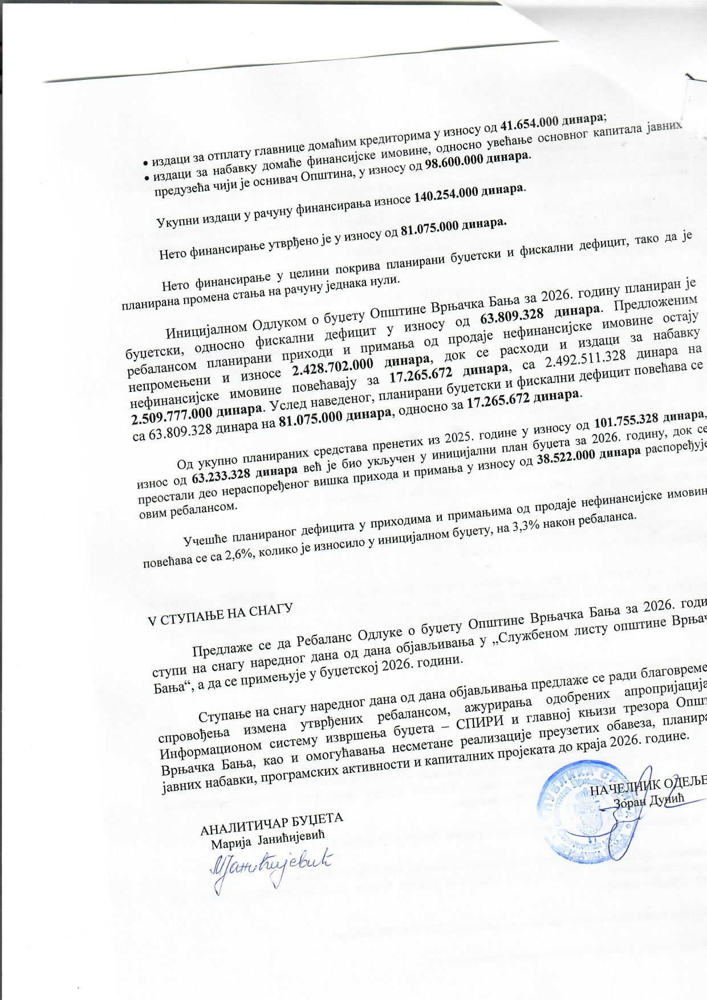 • издаци за отплату главнице домаћим кредиторима у износу од 41.654.000 динара;
• издаци за набавку домаће финансијске имовине, односно увећање основног капитала јавних
предузећа чији је оснивач Општина, у износу од 98.600.000 динара.
Укупни издаци у рачуну финансирања износе 140.254.000 динара.
Нето финансирање утврђено је у износу од 81.075.000 динара.
Нето финансирање у целини покрива планирани буџетски и фискални дефицит, тако да је
планирана промена стања на рачуну једнака нули.
Иницијалном Одлуком о буџету Општине Врњачка Бања за 2026. годину планиран је
буџетски, односно фискални дефицит у износу од 63.809.328 динара. Предложеним
ребалансом планирани приходи и примања од продаје нефинансијске имовине остају
непромењени и износе 2.428.702.000 динара, док се расходи и издаци за набавку
нефинансијске имовине повећавају за 17.265.672 динара, са 2.492.511.328 динара на
2.509.777.000 динара. Услед наведеног, планирани буџетски и фискални дефицит повећава се
са 63.809.328 динара на 81.075.000 динара, односно за 17.265.672 динара.
Од укупно планираних средстава пренетих из 2025. године у износу од 101.755.328 динара,
износ од 63.233.328 динара већ је био укључен у иницијални план буџета за 2026. годину, док се
преостали део нераспоређеног вишка прихода и примања у износу од 38.522.000 динара распоређује
овим ребалансом.
Учешће планираног дефицита у приходима и примањима од продаје нефинансијске имовин
повећава се са 2,6%, колико је износило у иницијалном буџету, на 3,3% након ребаланса.
V СТУПАЊЕ НА СНАГУ
Предлаже се да Ребаланс Одлуке о буџету Општине Врњачка Бања за 2026. годи
ступи на снагу наредног дана од дана објављивања у „Службеном листу општине Врњач
Бања“, а да се примењује у буџетској 2026. години.
Ступање на снагу наредног дана од дана објављивања предлаже се ради благовреме
спровођења измена утврђених ребалансом, ажурирања одобрених апропријација
Информационом систему извршења буџета – СПИРИ и главној књизи трезора Општ
Врњачка Бања, као и омогућавања несметане реализације преузетих обавеза, планира
јавних набавки, програмских активности и капиталних пројеката до краја 2026. године.
НАЧЕЛНИК ОДЕЉЕ
Зоран Дунић
АНАЛИТИЧАР БУЏЕТА
Марија Јанићијевић
МЈанићијевић